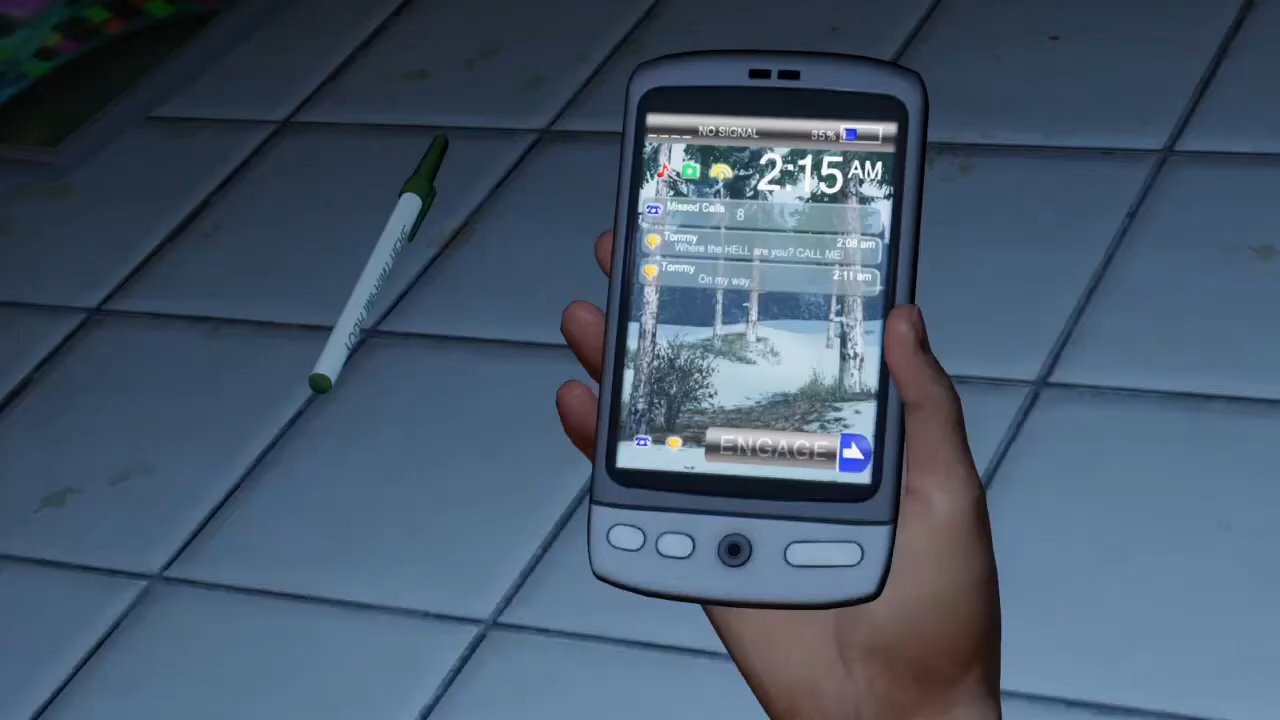 NO SIGNAL 35%
2:15 AM
Missed Calls
8
Tommy 2:08 am
Where the HELL are you? CALL ME!
Tommy 2:11 am
On my way.
ENGAGE